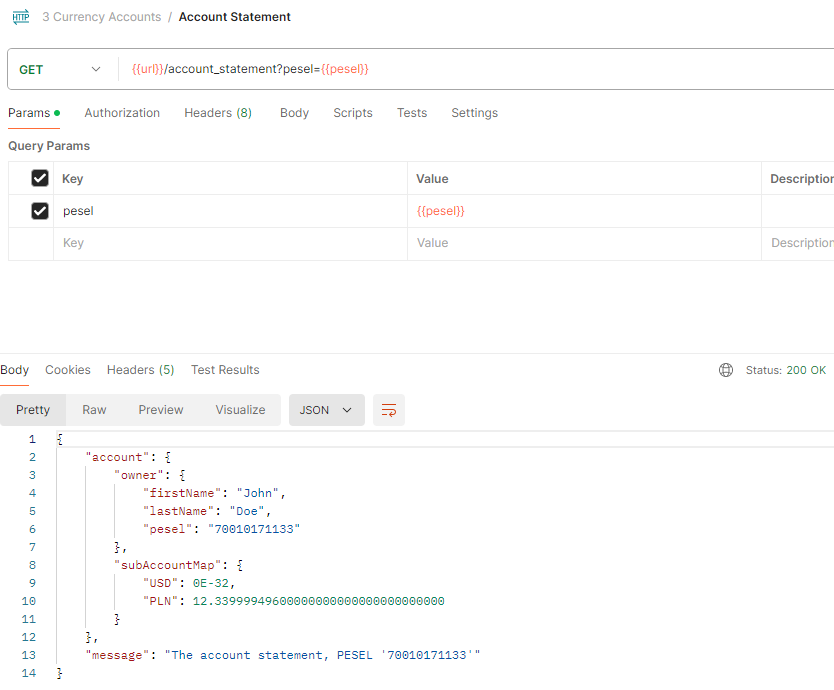 HTTP 3 Currency Accounts / Account Statement
GET {{url}}/account_statement?pesel={{pesel}}
Params Authorization Headers (8) Body Scripts Tests Settings
Query Params
Key Value Description
pesel {{pesel}}
Key Value Description
Body Cookies Headers (5) Test Results Status: 200 OK
Pretty Raw Preview Visualize JSON
1 {
2 "account": {
3 "owner": {
4 "firstName": "John",
5 "lastName": "Doe",
6 "pesel": "70010171133"
7 },
8 "subAccountMap": {
9 "USD": 0E-32,
10 "PLN": 12.33999949600000000000000000000000
11 }
12 },
13 "message": "The account statement, PESEL '70010171133'"
14 }